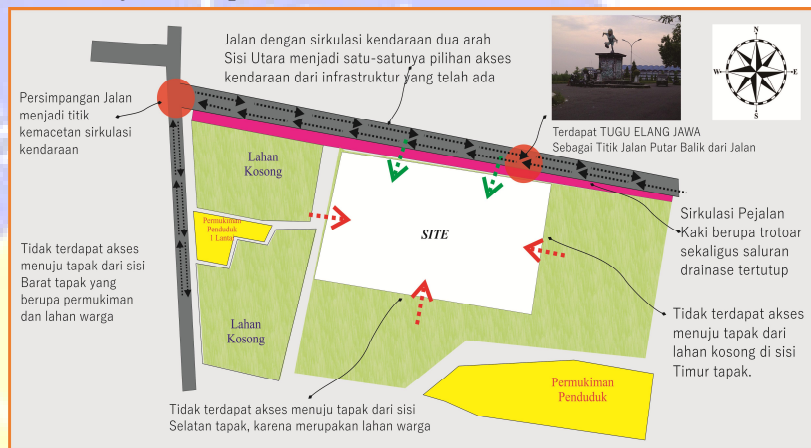 Jalan dengan sirkulasi kendaraan dua arah
Sisi Utara menjadi satu-satunya pilihan akses
kendaraan dari infrastruktur yang telah ada
N
W
E
S
Persimpangan Jalan
menjadi titik
kemacetan sirkulasi
kendaraan
Terdapat TUGU ELANG JAWA
Sebagai Titik Jalan Putar Balik dari Jalan
Lahan
Kosong
Permukiman
Penduduk
1 Lantai
SITE
Sirkulasi Pejalan
Kaki berupa trotoar
sekaligus saluran
drainase tertutup
Tidak terdapat akses
menuju tapak dari sisi
Barat tapak yang
berupa permukiman
dan lahan warga
Lahan
Kosong
Tidak terdapat akses
menuju tapak dari
lahan kosong di sisi
Timur tapak.
Permukiman
Penduduk
Tidak terdapat akses menuju tapak dari sisi
Selatan tapak, karena merupakan lahan warga